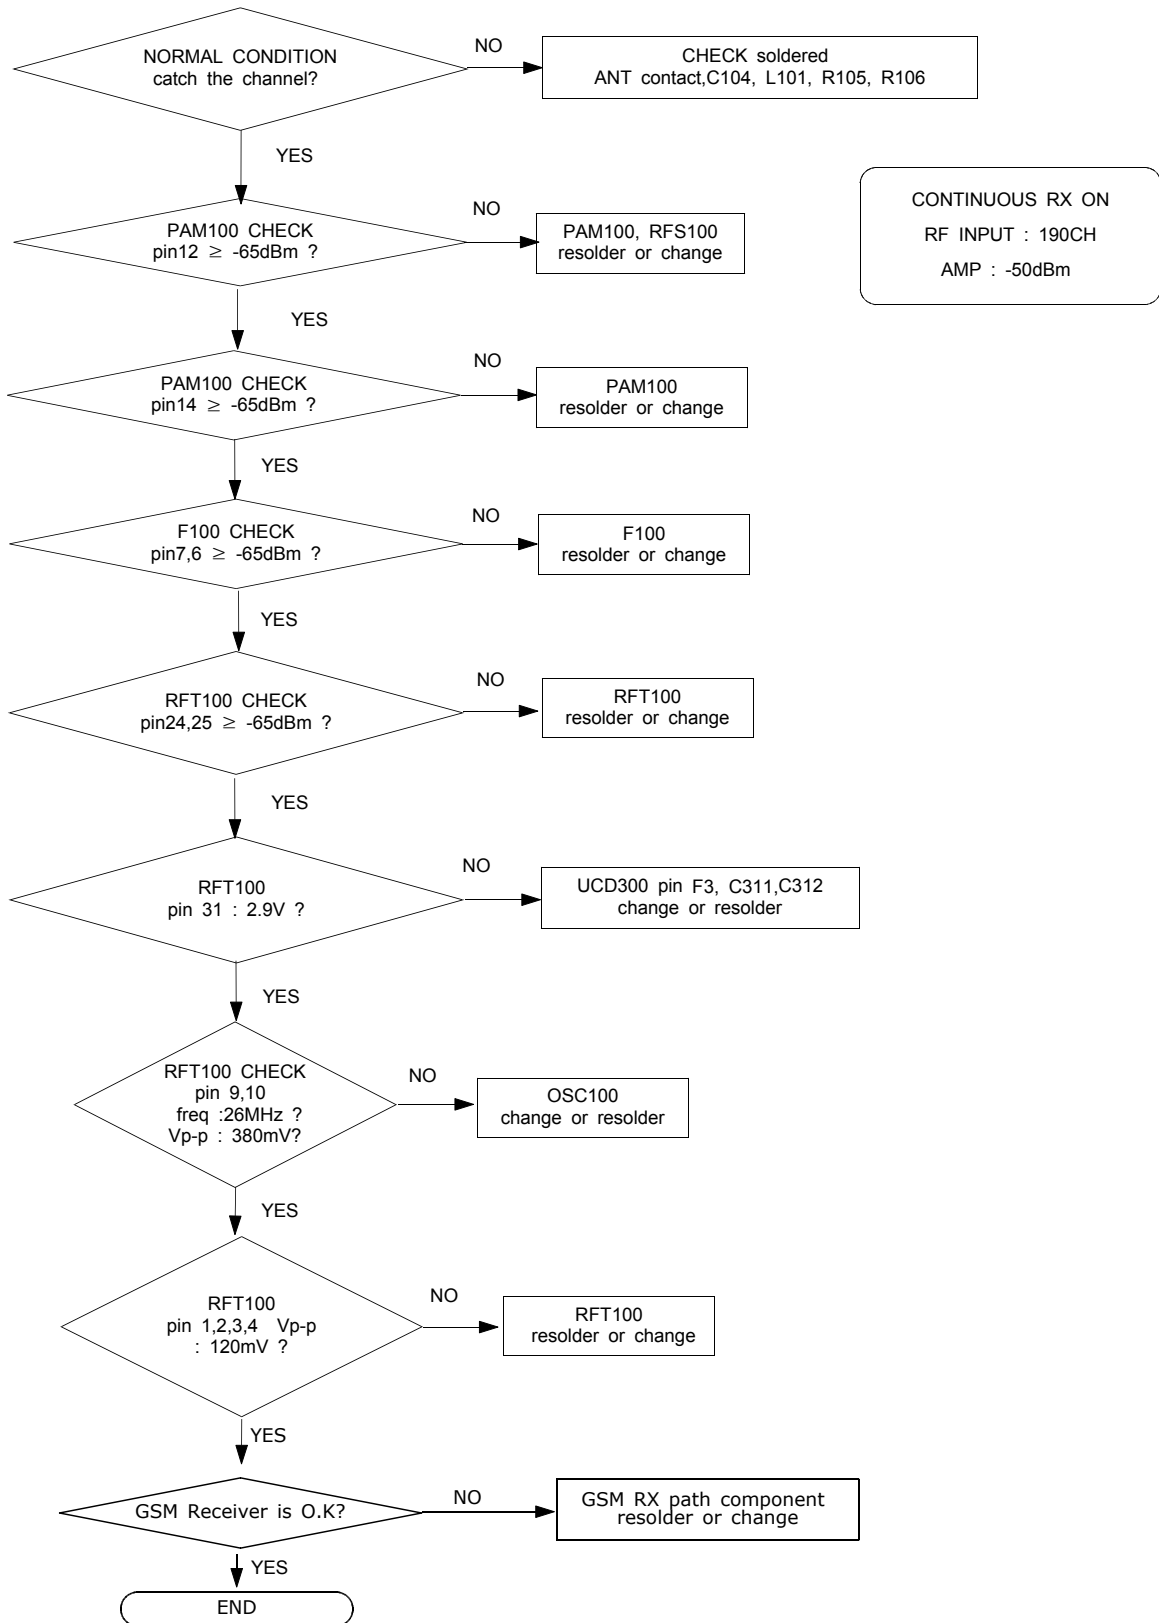 NORMAL CONDITION
catch the channel?
NO
CHECK soldered
ANT contact,C104, L101, R105, R106
YES
CONTINUOUS RX ON
RF INPUT : 190CH
AMP : -50dBm
PAM100 CHECK
pin12 ≥ -65dBm ?
NO
PAM100, RFS100
resolder or change
YES
PAM100 CHECK
pin14 ≥ -65dBm ?
NO
PAM100
resolder or change
YES
F100 CHECK
pin7,6 ≥ -65dBm ?
NO
F100
resolder or change
YES
RFT100 CHECK
pin24,25 ≥ -65dBm ?
NO
RFT100
resolder or change
YES
RFT100
pin 31 : 2.9V ?
NO
UCD300 pin F3, C311,C312
change or resolder
YES
RFT100 CHECK
pin 9,10
freq :26MHz ?
Vp-p : 380mV?
NO
OSC100
change or resolder
YES
RFT100
pin 1,2,3,4 Vp-p
: 120mV ?
NO
RFT100
resolder or change
YES
GSM Receiver is O.K?
NO
GSM RX path component
resolder or change
YES
END